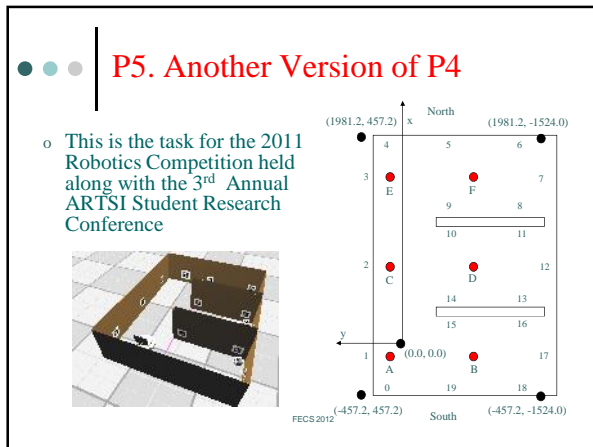 P5. Another Version of P4
o This is the task for the 2011
Robotics Competition held
along with the 3rd Annual
ARTSI Student Research
Conference
North
(1981.2, 457.2) x (1981.2, -1524.0)
4 5 6
3 7
E F
9 8
10 11
2 12
C D
14 13
15 16
y
(0.0, 0.0)
1 17
A B
0 19 18
(-457.2, 457.2) (-457.2, -1524.0)
South
FECS 2012